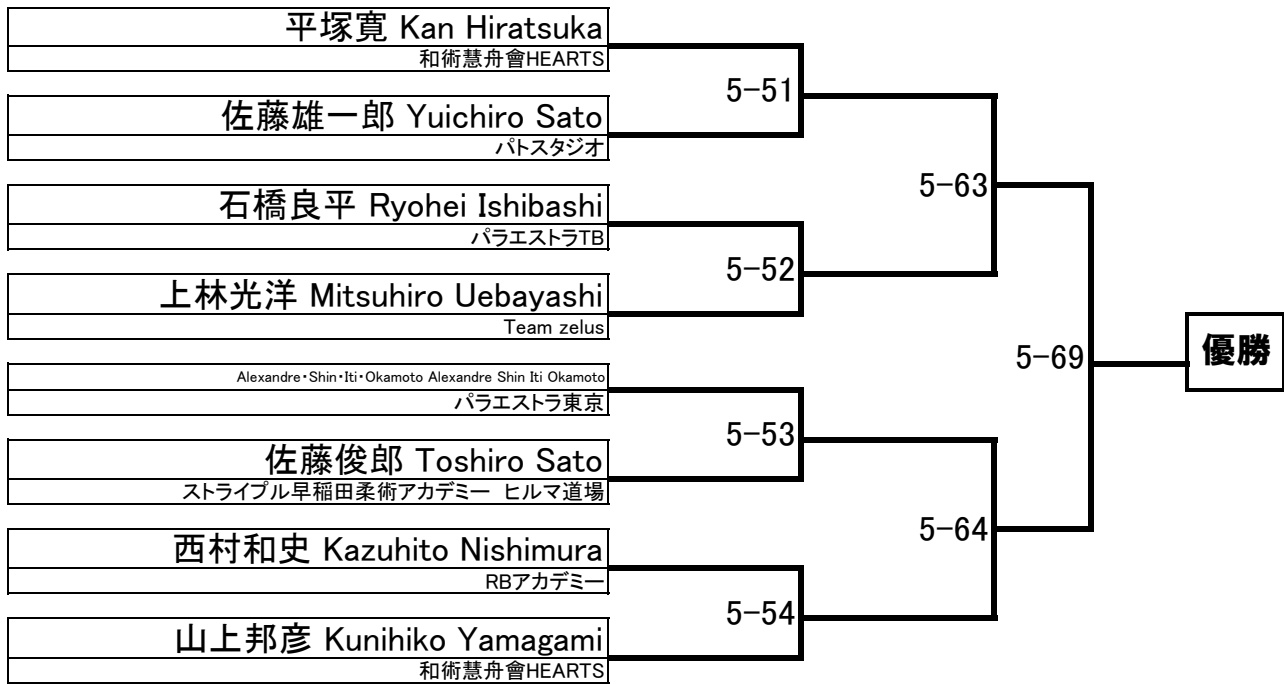 平塚寛 Kan Hiratsuka
和術慧舟會HEARTS
5-51
佐藤雄一郎 Yuichiro Sato
パトスタジオ
5-63
石橋良平 Ryohei Ishibashi
パラエストラTB
5-52
上林光洋 Mitsuhiro Uebayashi
Team zelus
5-69
優勝
Alexandre・Shin・Iti・Okamoto Alexandre Shin Iti Okamoto
パラエストラ東京
5-53
佐藤俊郎 Toshiro Sato
ストライプル早稲田柔術アカデミー ヒルマ道場
5-64
西村和史 Kazuhito Nishimura
RBアカデミー
5-54
山上邦彦 Kunihiko Yamagami
和術慧舟會HEARTS